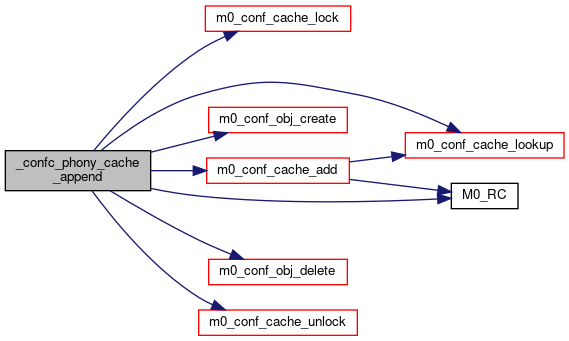 m0_conf_cache_lock
m0_conf_obj_create
m0_conf_cache_lookup
_confc_phony_cache
_append
m0_conf_cache_add
M0_RC
m0_conf_obj_delete
m0_conf_cache_unlock